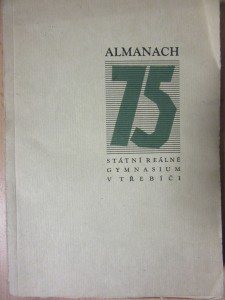 ALMANACH
75
STÁTNÍ REÁLNÉ
GYMNASIUM
V TŘEBÍČI